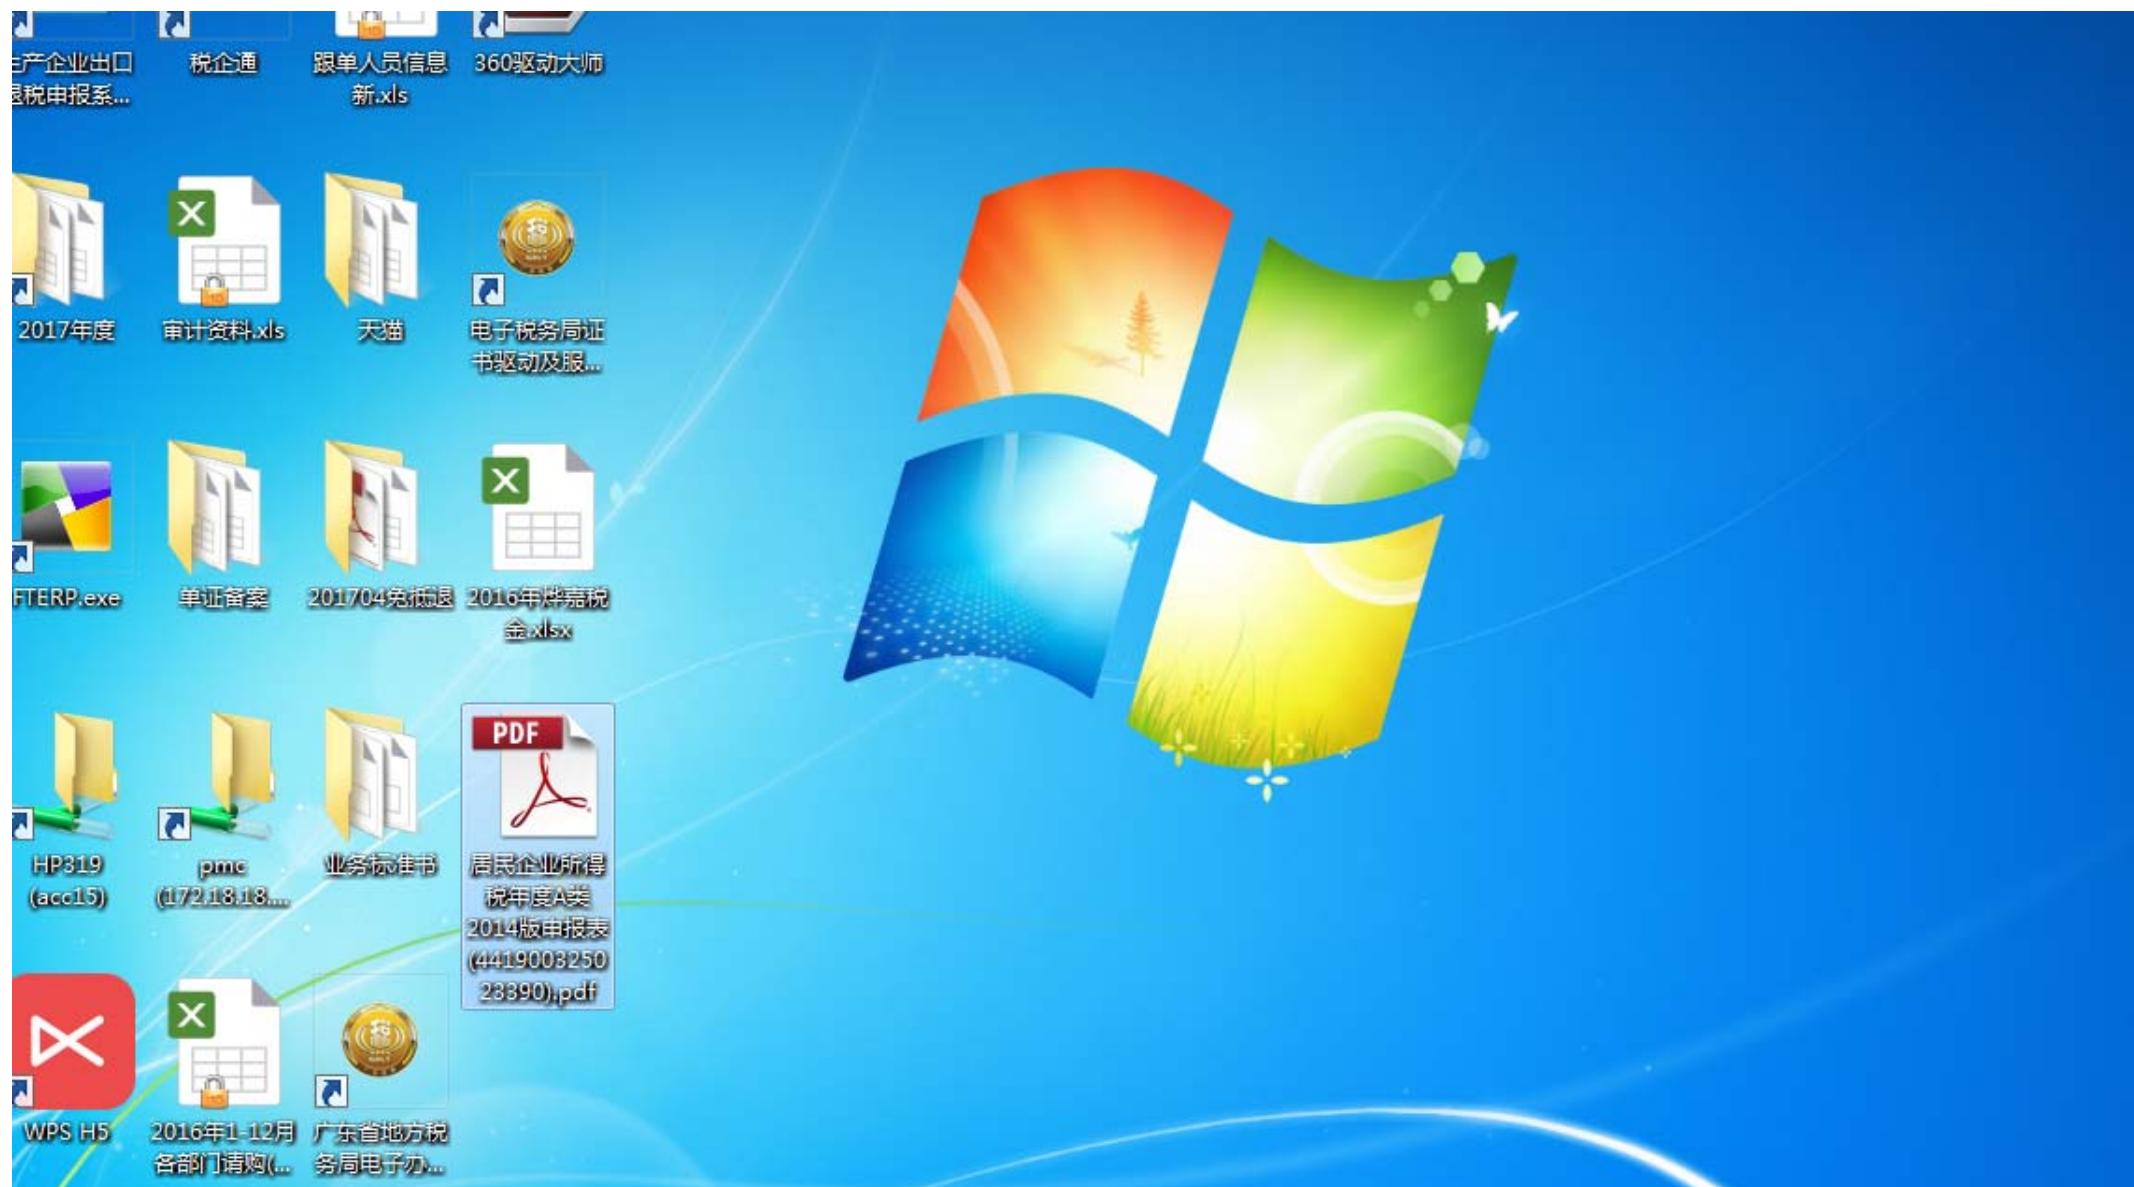 产企业出口
税申报系...
税企通
跟单人员信息
新.xls
360驱动大师
2017年度
审计资料.xls
天猫
电子税务局证
书驱动及服...
FTERP.exe
单证备案
201704免抵退
2016年烨嘉税
金.xlsx
HP319
(acc15)
pmc
(172.18.18....
业务标准书
PDF
居民企业所得
税年度A类
2014版申报表
(4419003250
23390).pdf
WPS H5
2016年1-12月
各部门请购(...
广东省地方税
务局电子办...